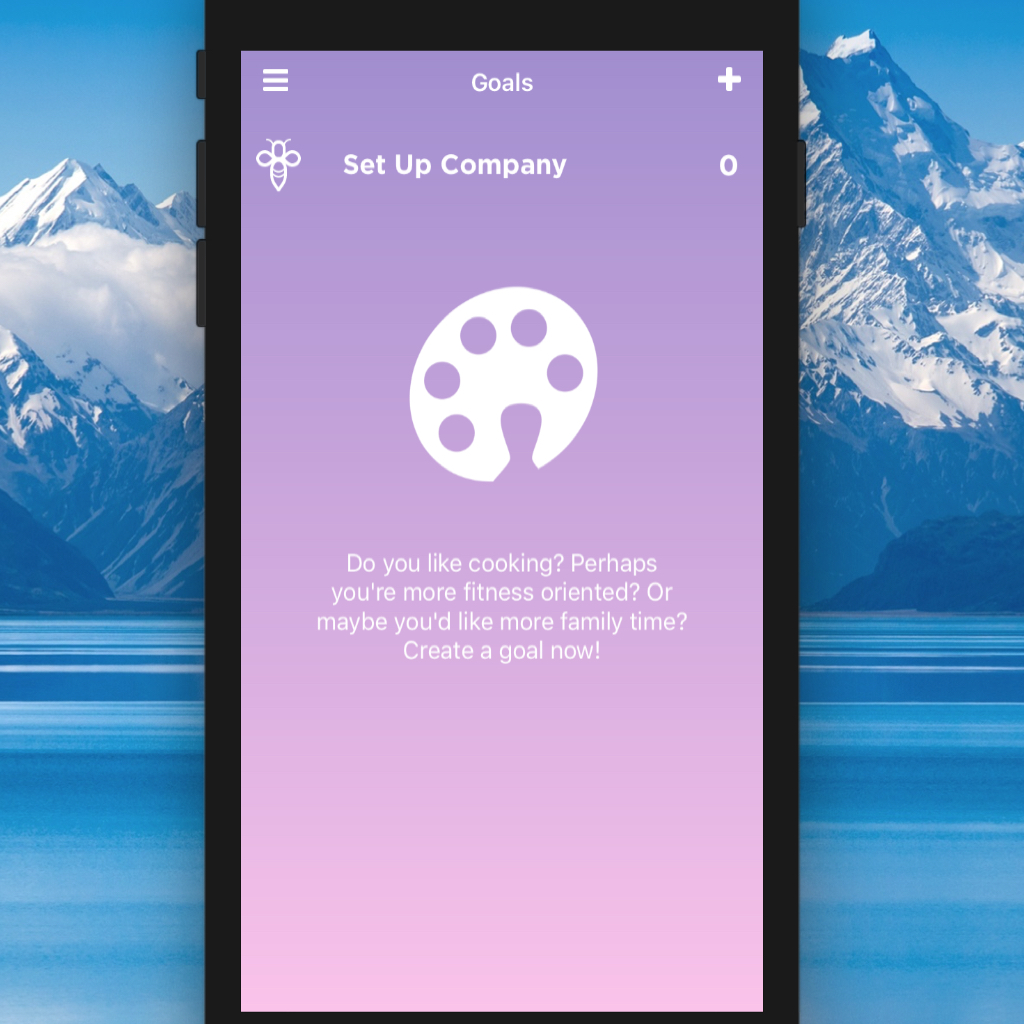 Goals
Set Up Company 0
Do you like cooking? Perhaps
you're more fitness oriented? Or
maybe you'd like more family time?
Create a goal now!